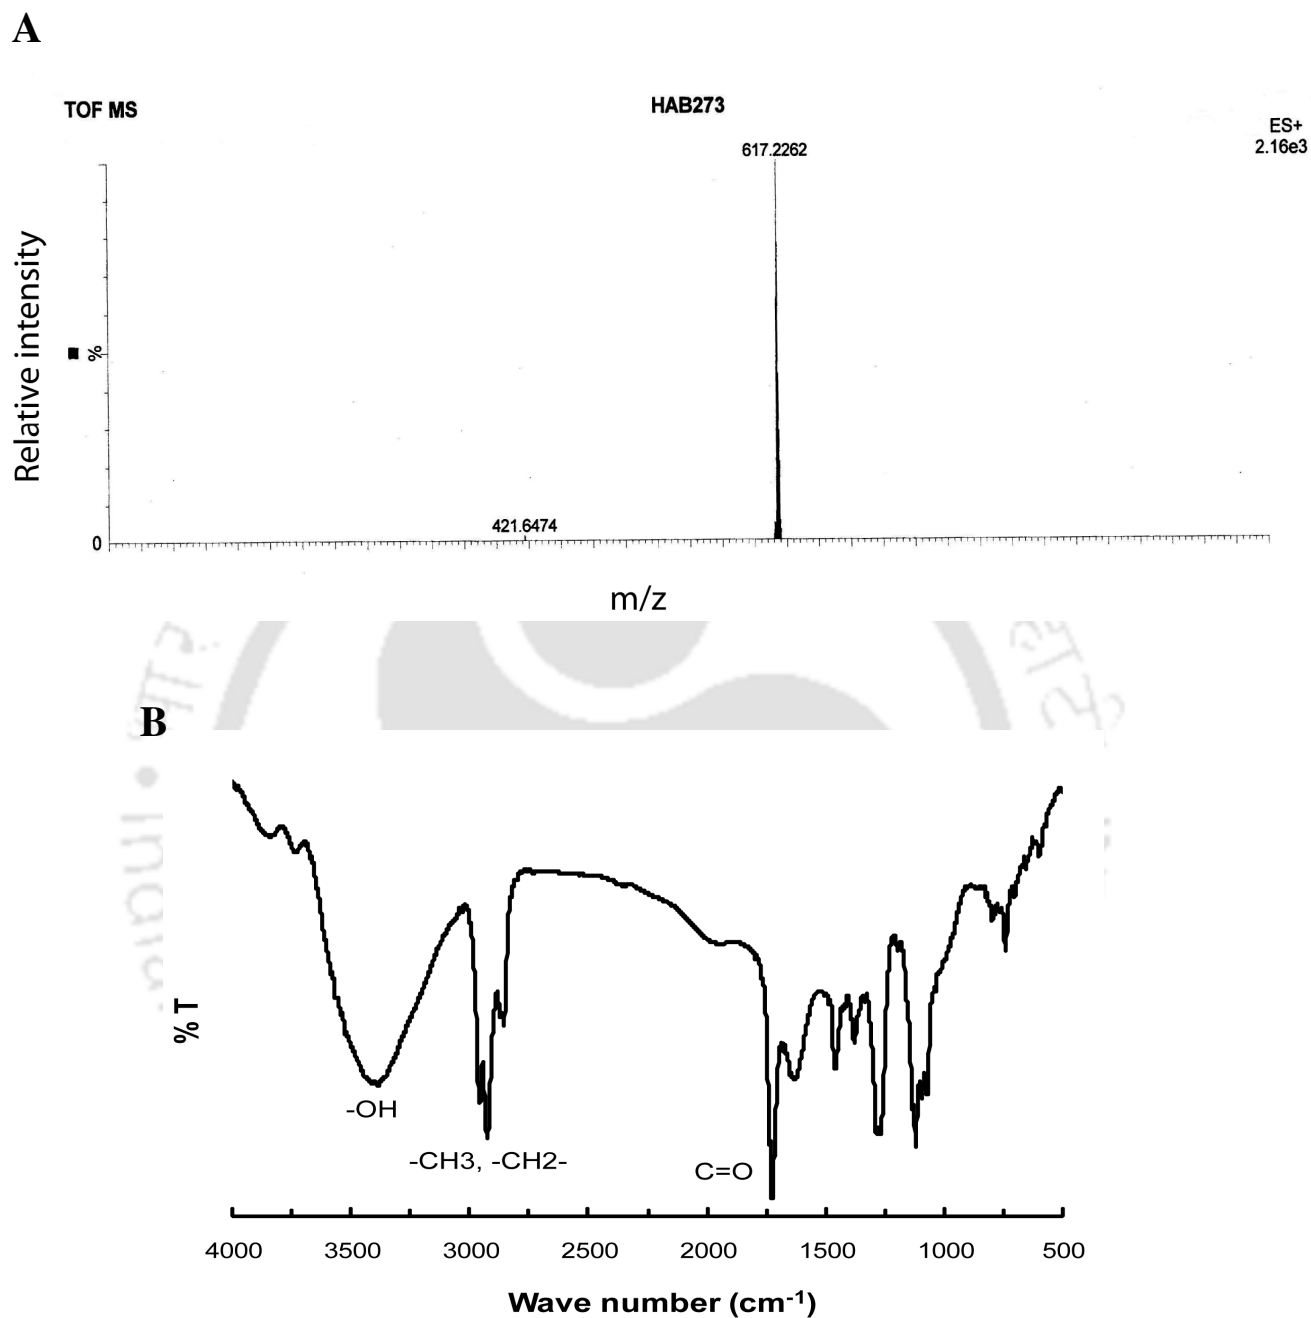 A
TOF MS
HAB273
ES+
2.16e3
617.2262
Relative intensity
%
421.6474
0
m/z
B
% T
-OH
-CH3, -CH2-
C=O
4000 3500 3000 2500 2000 1500 1000 500
Wave number (cm-1)